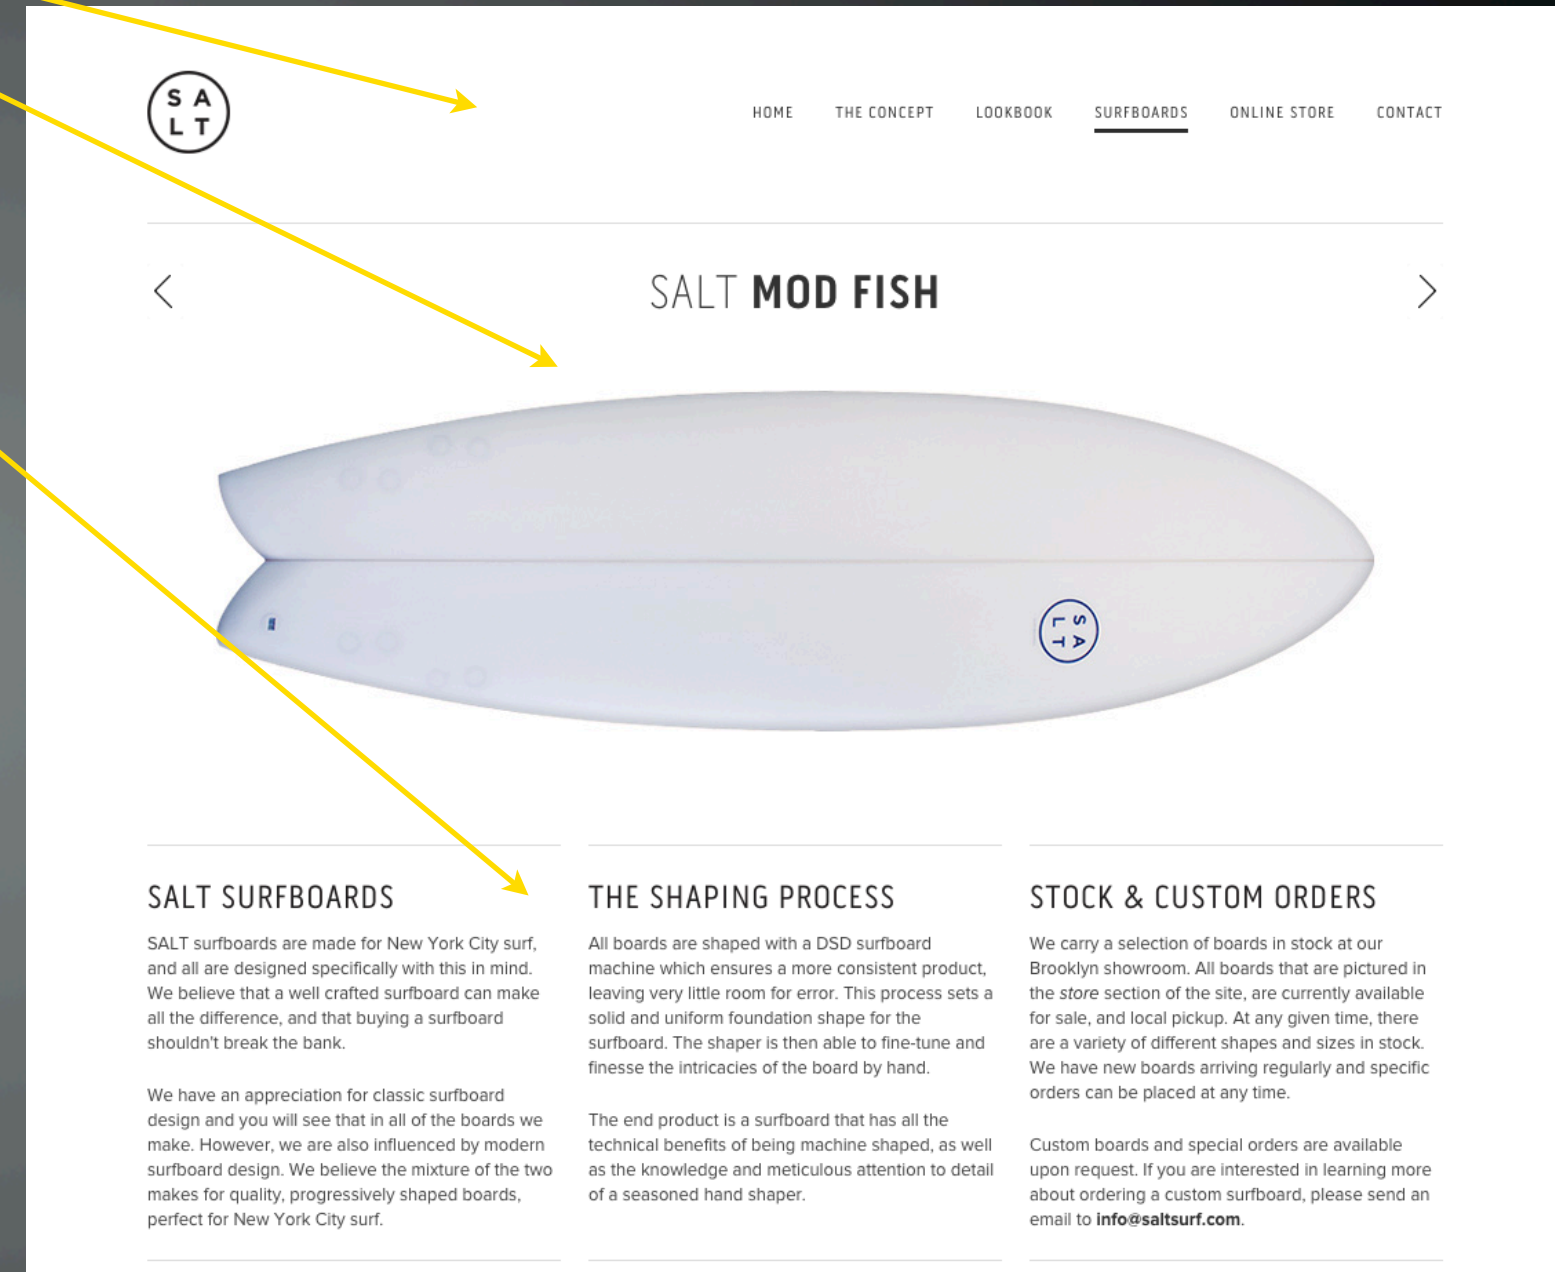 S A
L T
HOME THE CONCEPT LOOKBOOK SURFBOARDS ONLINE STORE CONTACT
SALT MOD FISH
S A
L T
SALT SURFBOARDS
SALT surfboards are made for New York City surf,
and all are designed specifically with this in mind.
We believe that a well crafted surfboard can make
all the difference, and that buying a surfboard
shouldn't break the bank.
We have an appreciation for classic surfboard
design and you will see that in all of the boards we
make. However, we are also influenced by modern
surfboard design. We believe the mixture of the two
makes for quality, progressively shaped boards,
perfect for New York City surf.
THE SHAPING PROCESS
All boards are shaped with a DSD surfboard
machine which ensures a more consistent product,
leaving very little room for error. This process sets a
solid and uniform foundation shape for the
surfboard. The shaper is then able to fine-tune and
finesse the intricacies of the board by hand.
The end product is a surfboard that has all the
technical benefits of being machine shaped, as well
as the knowledge and meticulous attention to detail
of a seasoned hand shaper.
STOCK & CUSTOM ORDERS
We carry a selection of boards in stock at our
Brooklyn showroom. All boards that are pictured in
the store section of the site, are currently available
for sale, and local pickup. At any given time, there
are a variety of different shapes and sizes in stock.
We have new boards arriving regularly and specific
orders can be placed at any time.
Custom boards and special orders are available
upon request. If you are interested in learning more
about ordering a custom surfboard, please send an
email to info@saltsurf.com.